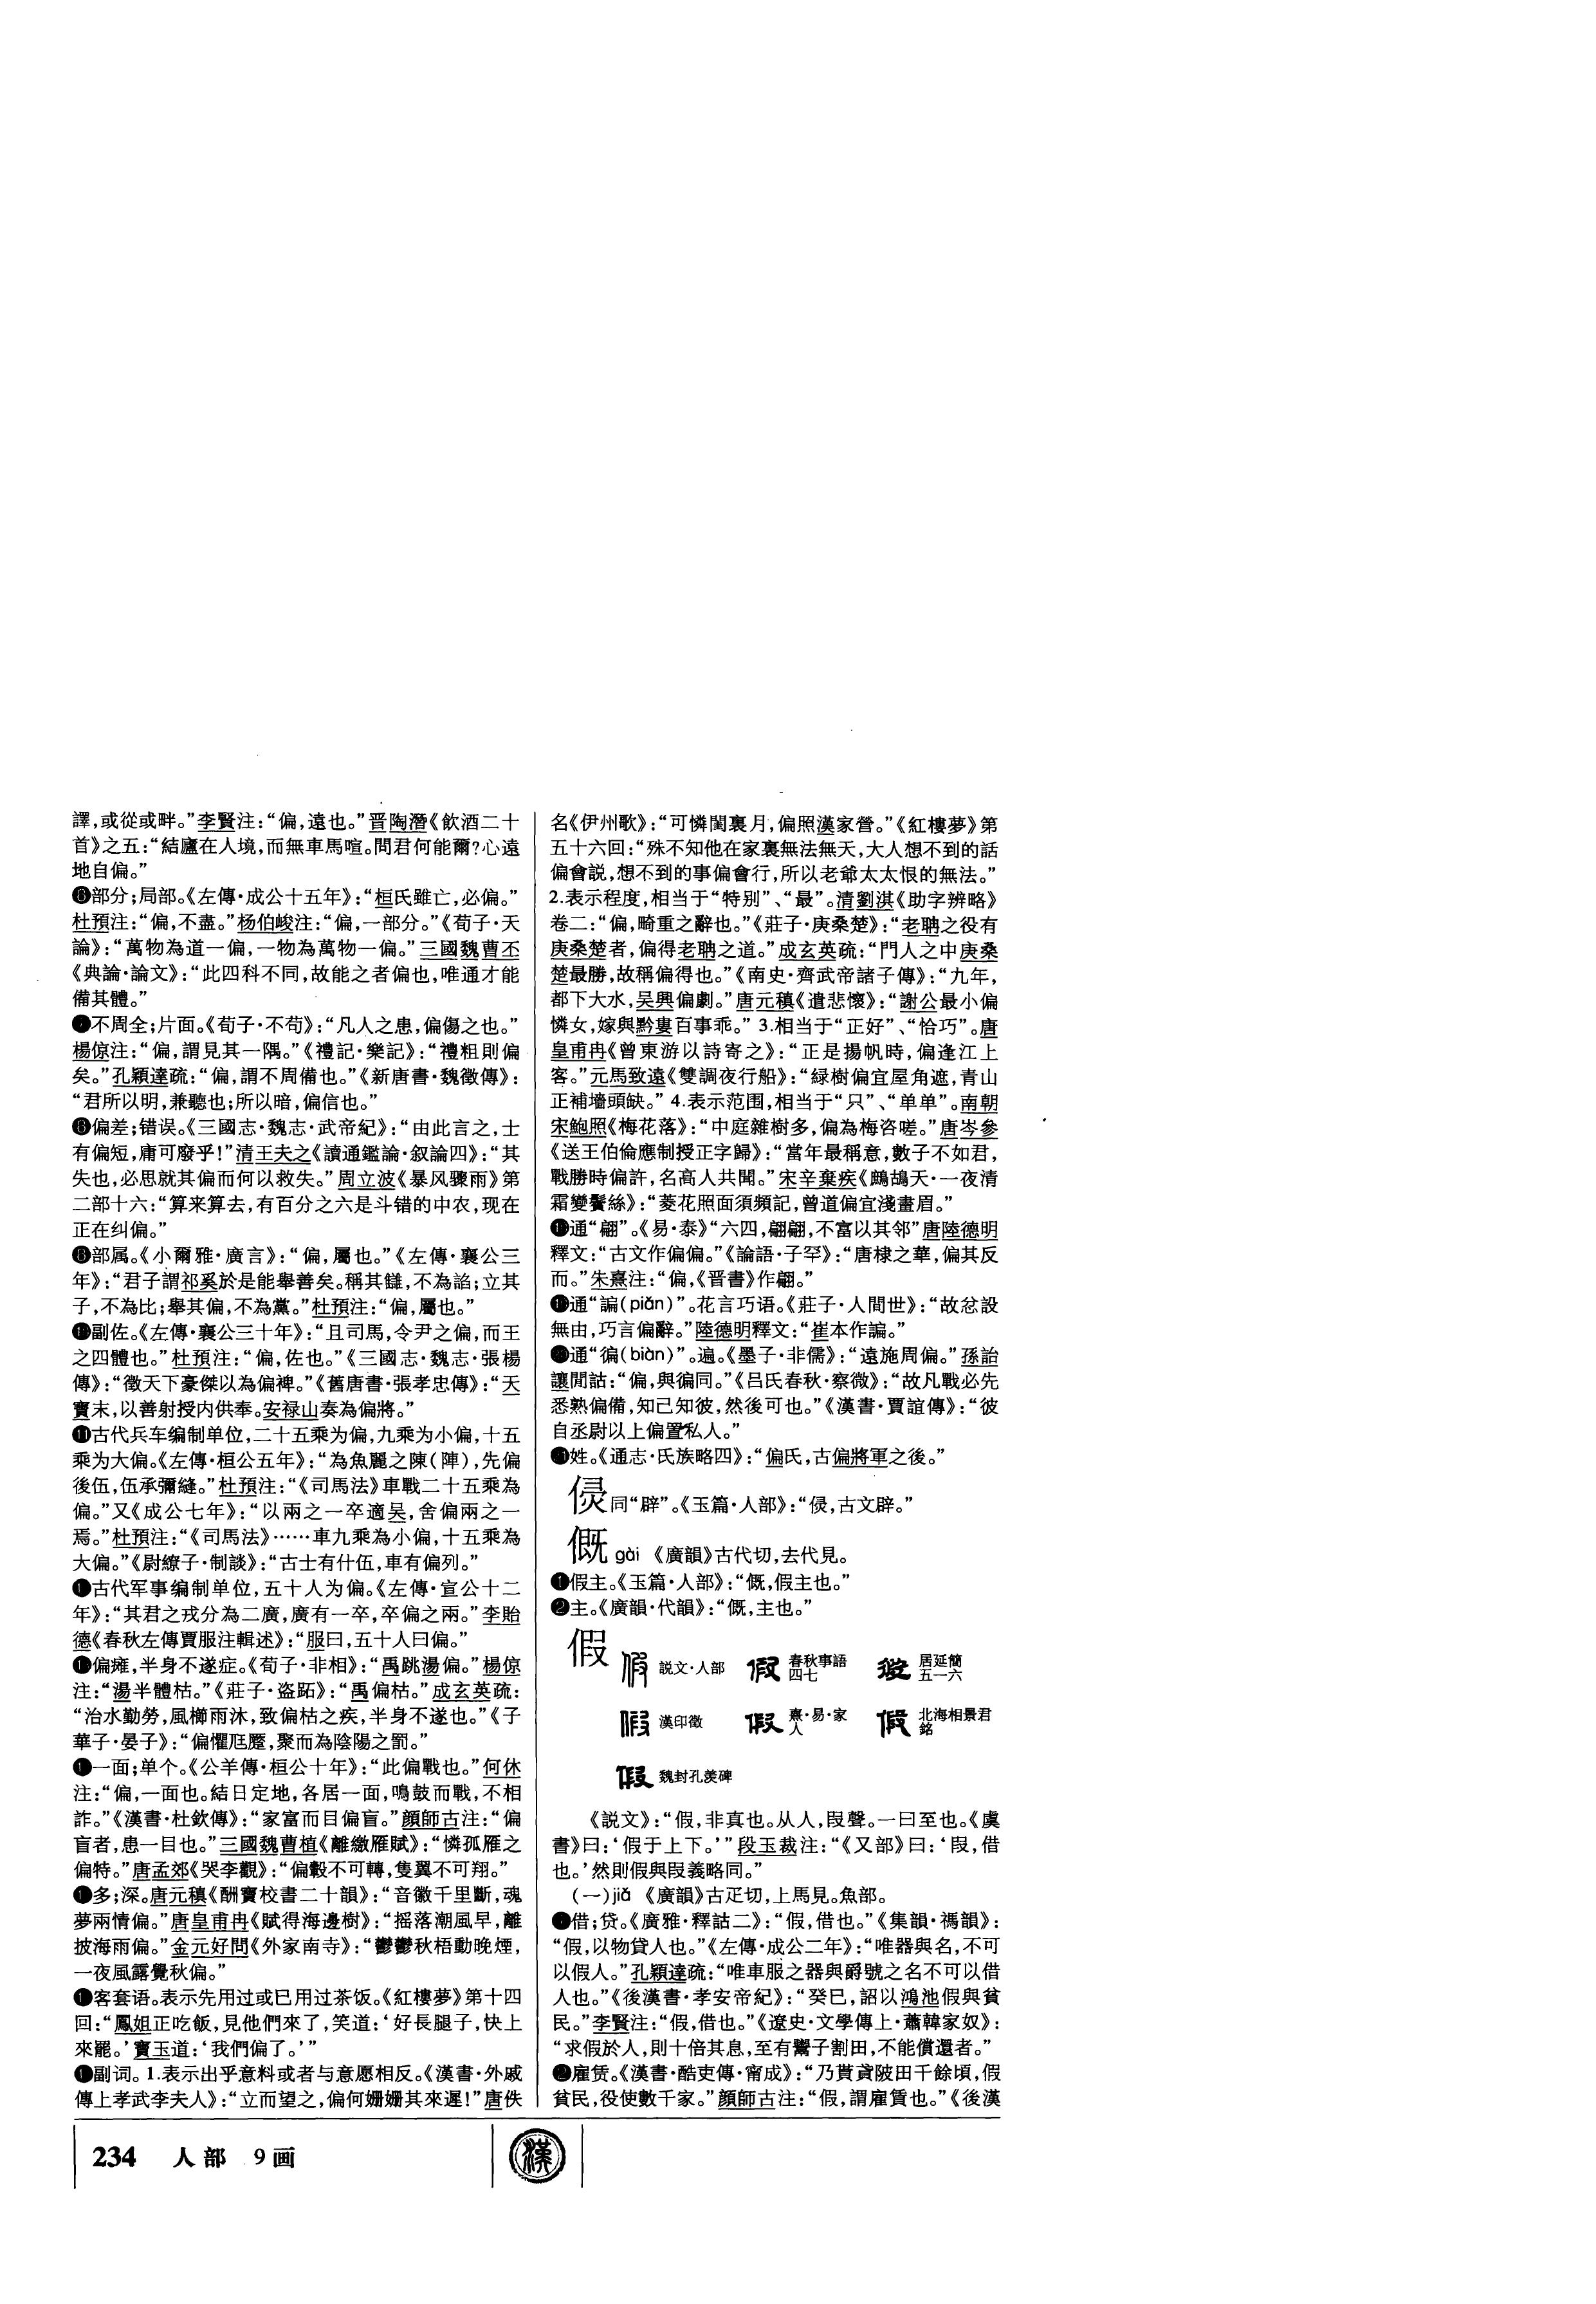 譯，或從或畔。”李賢注：“偏，遠也。”晋陶潛《飲酒二十
首》之五：“結廬在人境，而無車馬喧。問君何能爾？心遠
地自偏。”
❻部分；局部。《左傳·成公十五年》：“桓氏雖亡，必偏。”
杜預注：“偏，不盡。”杨伯峻注：“偏，一部分。”《荀子·天
論》：“萬物為道一偏，一物為萬物一偏。”三國魏曹丕
《典論·論文》：“此四科不同，故能之者偏也，唯通才能
備其體。”
❼不周全；片面。《荀子·不苟》：“凡人之患，偏傷之也。”
楊倞注：“偏，謂見其一隅。”《禮記·樂記》：“禮粗則偏
矣。”孔穎達疏：“偏，謂不周備也。”《新唐書·魏徵傳》：
“君所以明，兼聽也；所以暗，偏信也。”
❽偏差；错误。《三國志·魏志·武帝紀》：“由此言之，士
有偏短，庸可廢乎！”清王夫之《讀通鑑論·叙論四》：“其
失也，必思就其偏而何以救失。”周立波《暴风骤雨》第
二部十六：“算来算去，有百分之六是斗错的中农，现在
正在纠偏。”
❾部属。《小爾雅·廣言》：“偏，屬也。”《左傳·襄公三
年》：“君子謂祁奚於是能舉善矣。稱其讎，不為諂；立其
子，不為比；舉其偏，不為黨。”杜預注：“偏，屬也。”
❿副佐。《左傳·襄公三十年》：“且司馬，令尹之偏，而王
之四體也。”杜預注：“偏，佐也。”《三國志·魏志·張楊
傳》：“徵天下豪傑以為偏裨。”《舊唐書·張孝忠傳》：“天
寶末，以善射授内供奉。安禄山奏為偏將。”
⓫古代兵车编制单位，二十五乘为偏，九乘为小偏，十五
乘为大偏。《左傳·桓公五年》：“為魚麗之陳(陣)，先偏
後伍，伍承彌縫。”杜預注：“《司馬法》車戰二十五乘為
偏。”又《成公七年》：“以兩之一卒適吴，舍偏兩之一
焉。”杜預注：“《司馬法》……車九乘為小偏，十五乘為
大偏。”《尉繚子·制談》：“古士有什伍，車有偏列。”
⓬古代军事编制单位，五十人为偏。《左傳·宣公十二
年》：“其君之戎分為二廣，廣有一卒，卒偏之兩。”李貽
德《春秋左傳賈服注輯述》：“服曰，五十人曰偏。”
⓭偏瘫，半身不遂症。《荀子·非相》：“禹跳湯偏。”楊倞
注：“湯半體枯。”《莊子·盜跖》：“禹偏枯。”成玄英疏：
“治水勤勞，風櫛雨沐，致偏枯之疾，半身不遂也。”《子
華子·晏子》：“偏懼尫蹷，聚而為陰陽之罰。”
⓮一面；单个。《公羊傳·桓公十年》：“此偏戰也。”何休
注：“偏，一面也。結日定地，各居一面，鳴鼓而戰，不相
詐。”《漢書·杜欽傳》：“家富而目偏盲。”顔師古注：“偏
盲者，患一目也。”三國魏曹植《離繳雁賦》：“憐孤雁之
偏特。”唐孟郊《哭李觀》：“偏轂不可轉，隻翼不可翔。”
⓯多；深。唐元稹《酬竇校書二十韻》：“音徽千里斷，魂
夢兩情偏。”唐皇甫冉《賦得海邊樹》：“摇落潮風早，離
披海雨偏。”金元好問《外家南寺》：“鬱鬱秋梧動晚煙，
一夜風露覺秋偏。”
⓰客套语。表示先用过或已用过茶饭。《紅樓夢》第十四
回：“鳳姐正吃飯，見他們來了，笑道：‘好長腿子，快上
來罷。’寶玉道：‘我們偏了。’”
⓱副词。1.表示出乎意料或者与意愿相反。《漢書·外戚
傳上孝武李夫人》：“立而望之，偏何姗姗其來遲！”唐佚
名《伊州歌》：“可憐閨裏月，偏照漢家營。”《紅樓夢》第
五十六回：“殊不知他在家裏無法無天，大人想不到的話
偏會説，想不到的事偏會行，所以老爺太太恨的無法。”
2.表示程度，相当于“特别”、“最”。清劉淇《助字辨略》
卷二：“偏，畸重之辭也。”《莊子·庚桑楚》：“老聃之役有
庚桑楚者，偏得老聃之道。”成玄英疏：“門人之中庚桑
楚最勝，故稱偏得也。”《南史·齊武帝諸子傳》：“九年，
都下大水，吴興偏劇。”唐元稹《遣悲懷》：“謝公最小偏
憐女，嫁與黔婁百事乖。” 3.相当于“正好”、“恰巧”。唐
皇甫冉《曾東游以詩寄之》：“正是揚帆時，偏逢江上
客。”元馬致遠《雙調夜行船》：“緑樹偏宜屋角遮，青山
正補墻頭缺。” 4.表示范围，相当于“只”、“单单”。南朝
宋鮑照《梅花落》：“中庭雜樹多，偏為梅咨嗟。”唐岑參
《送王伯倫應制授正字歸》：“當年最稱意，數子不如君，
戰勝時偏許，名高人共聞。”宋辛棄疾《鷓鴣天·一夜清
霜變鬢絲》：“菱花照面須頻記，曾道偏宜淺畫眉。”
⓲通“翩”。《易·泰》“六四，翩翩，不富以其邻”唐陸德明
釋文：“古文作偏偏。”《論語·子罕》：“唐棣之華，偏其反
而。”朱熹注：“偏，《晋書》作翩。”
⓳通“諞(piǎn)”。花言巧语。《莊子·人間世》：“故忿設
無由，巧言偏辭。”陸德明釋文：“崔本作諞。”
⓴通“徧(biàn)”。遍。《墨子·非儒》：“遠施周偏。”孫詒
讓閒詁：“偏，與徧同。”《吕氏春秋·察微》：“故凡戰必先
悉熟偏備，知己知彼，然後可也。”《漢書·賈誼傳》：“彼
自丞尉以上偏置私人。”
㉑姓。《通志·氏族略四》：“偏氏，古偏將軍之後。”
同“辟”。《玉篇·人部》：“，古文辟。”
㮣 gài 《廣韻》古代切，去代見。
❶假主。《玉篇·人部》：“㮣，假主也。”
❷主。《廣韻·代韻》：“㮣，主也。”
假
説文·人部 春秋事語四七 居延簡五一六
漢印徵 熹·易·家人 北海相景君銘
魏封孔羨碑
《説文》：“假，非真也。从人，叚聲。一曰至也。《虞
書》曰：‘假于上下。’”段玉裁注：“《又部》曰：‘叚，借
也。’然則假與叚義略同。”
(一)jiǎ 《廣韻》古疋切，上馬見。魚部。
❶借；贷。《廣雅·釋詁二》：“假，借也。”《集韻·禡韻》：
“假，以物貸人也。”《左傳·成公二年》：“唯器與名，不可
以假人。”孔穎達疏：“唯車服之器與爵號之名不可以借
人也。”《後漢書·孝安帝紀》：“癸巳，詔以鴻池假與貧
民。”李賢注：“假，借也。”《遼史·文學傳上·蕭韓家奴》：
“求假於人，則十倍其息，至有鬻子割田，不能償還者。”
❷雇赁。《漢書·酷吏傳·甯成》：“乃貰貣陂田千餘頃，假
貧民，役使數千家。”顔師古注：“假，謂雇賃也。”《後漢
234 人部 9画
漢